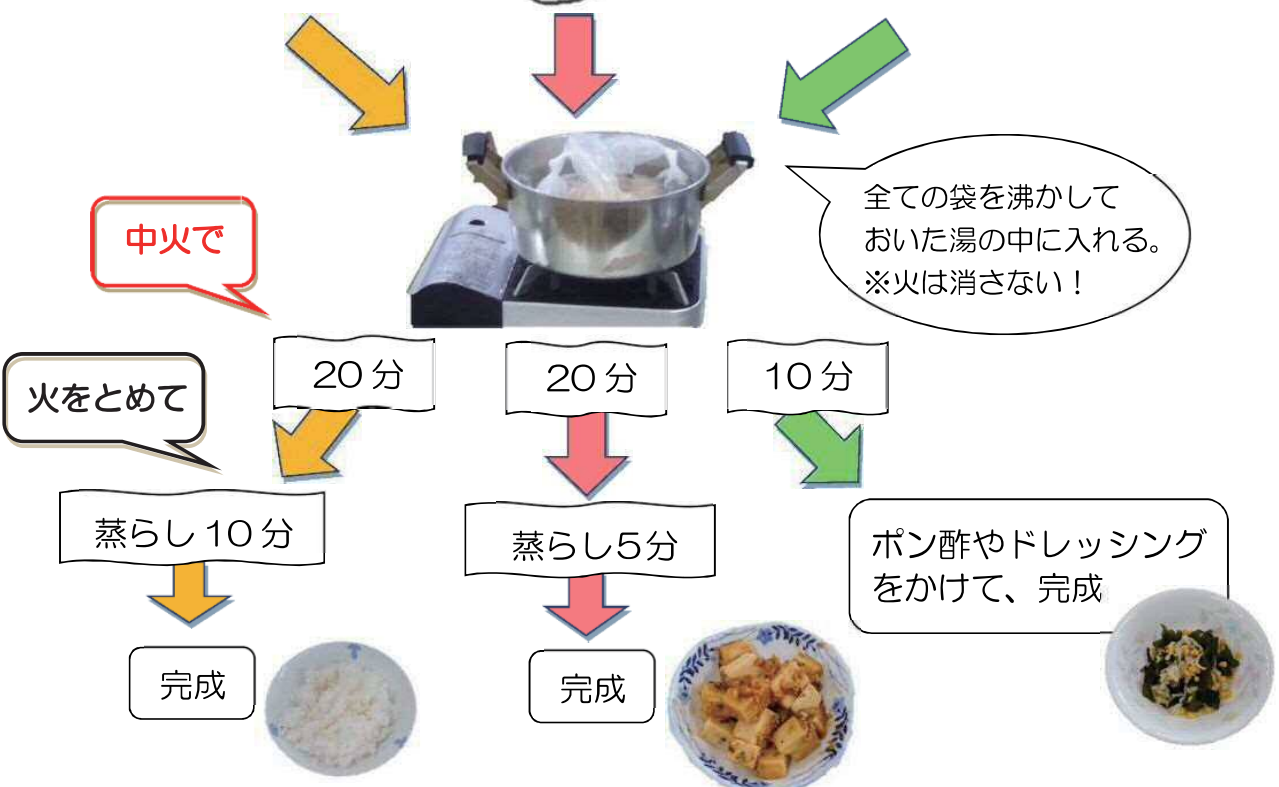 全ての袋を沸かして
おいた湯の中に入れる。
※火は消さない！
中火で
20分
20分
10分
火をとめて
蒸らし10分
蒸らし5分
ポン酢やドレッシング
をかけて、完成
完成
完成